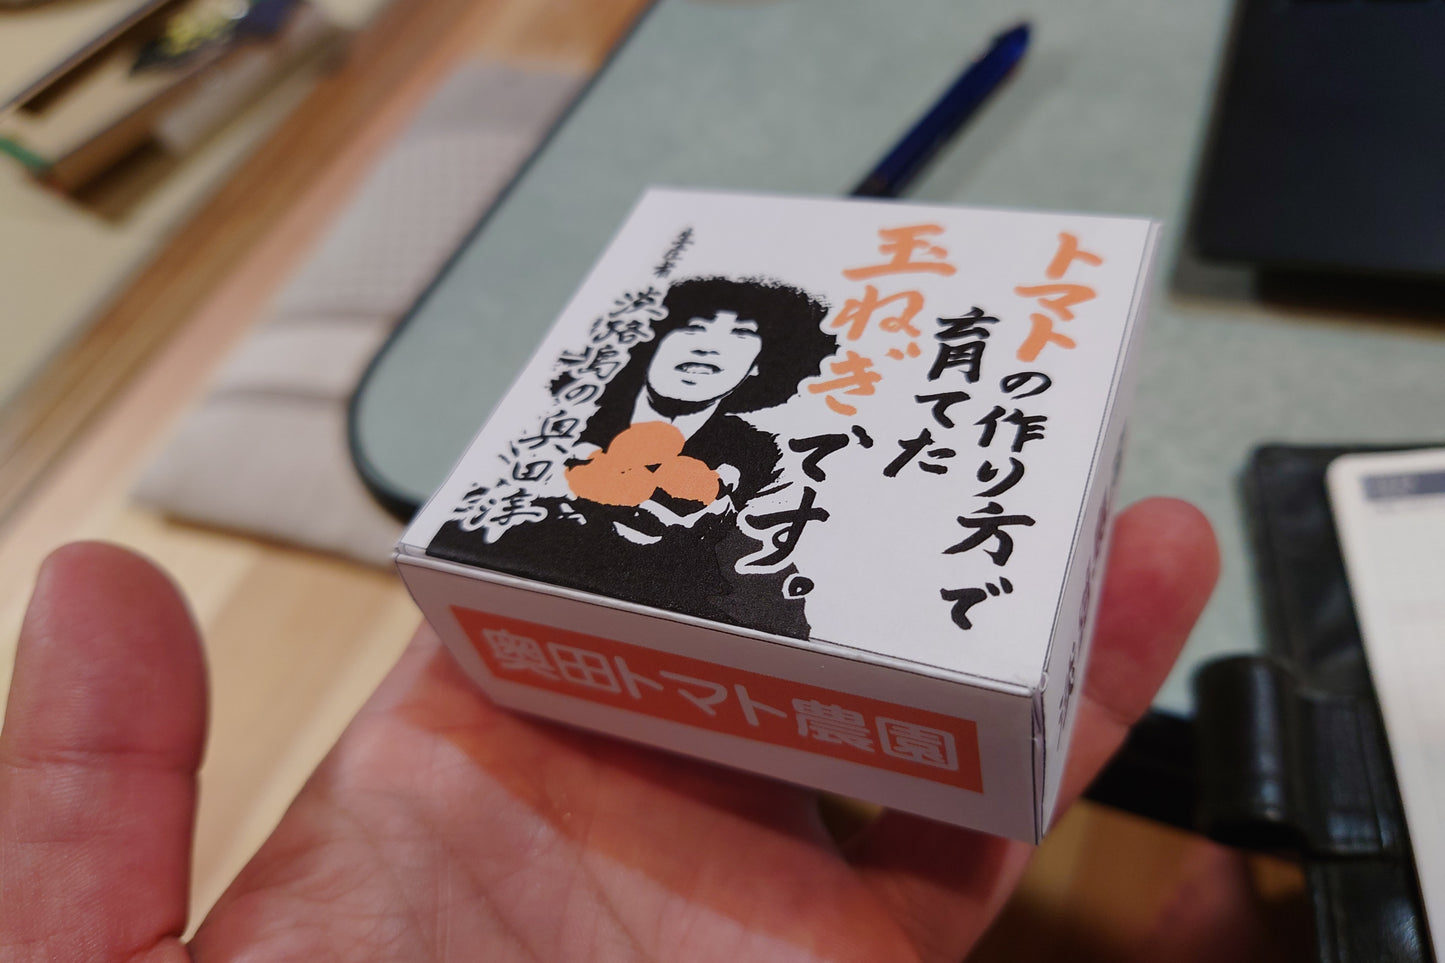 トマトの作り方で
育てた
玉ねぎです。
生産者
淡路島の奥田淳
奥田トマト農園